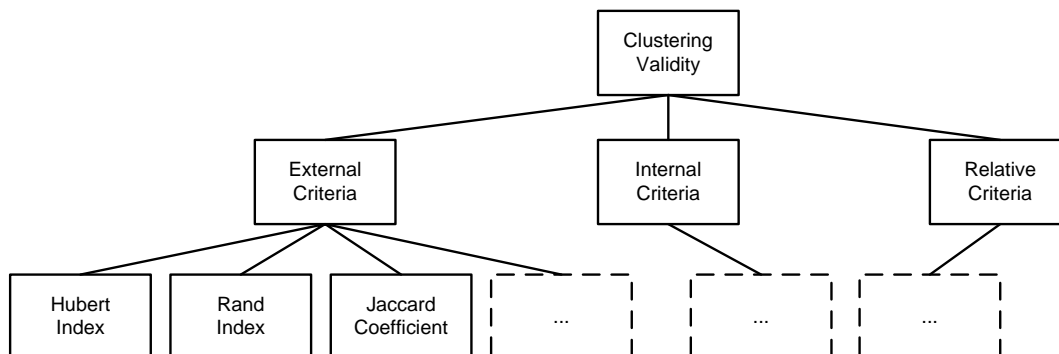 Clustering
Validity
External
Criteria
Internal
Criteria
Relative
Criteria
Hubert
Index
Rand
Index
Jaccard
Coefficient
...
...
...